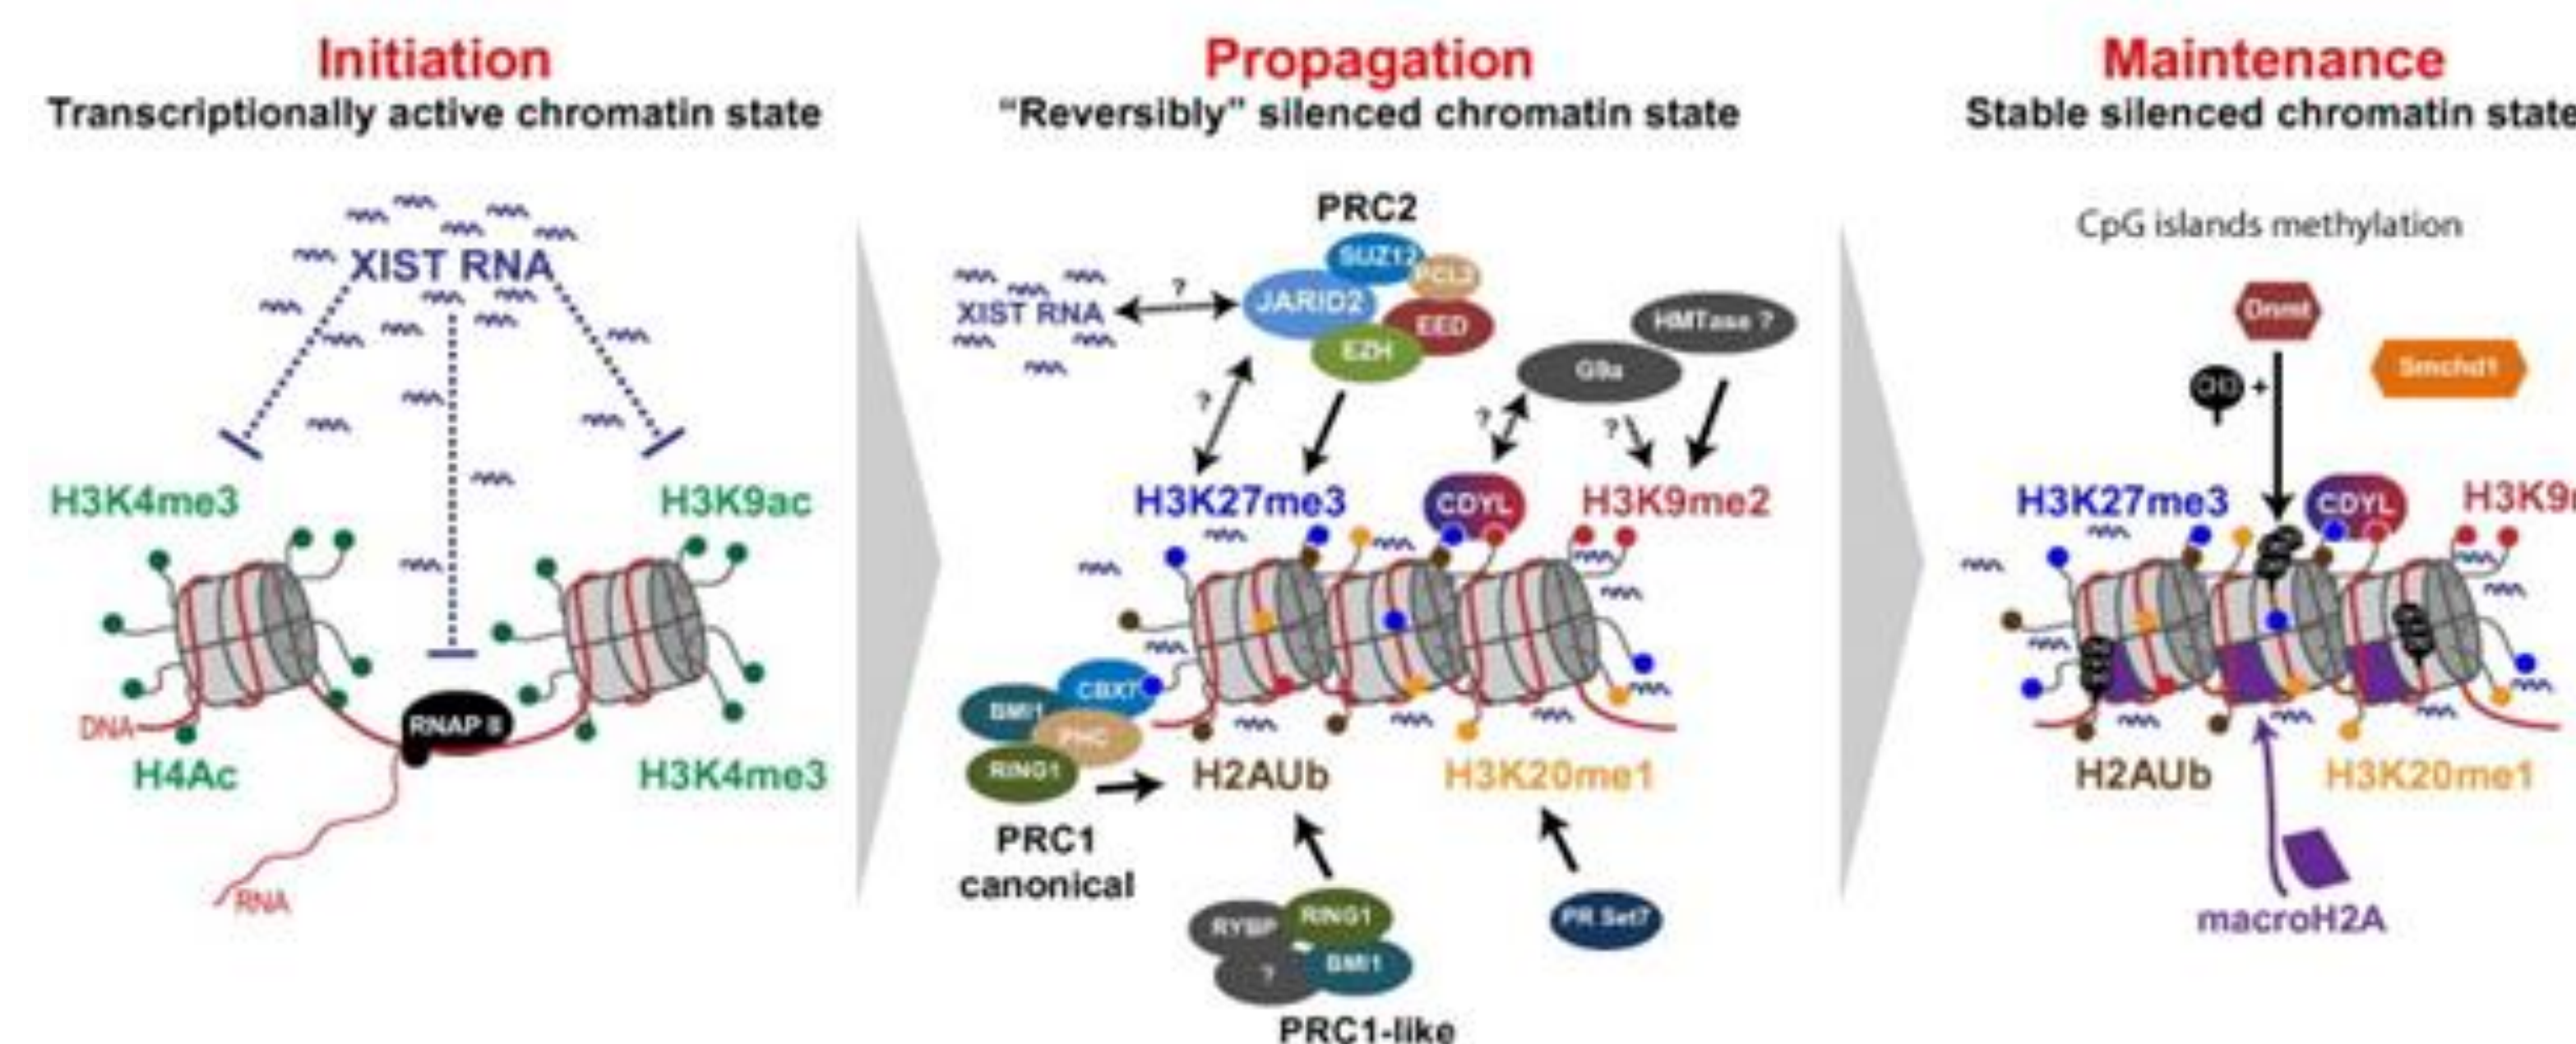 Initiation
Transcriptionally active chromatin state
XIST RNA
H3K4me3
H3K9ac
DNA
RNAP II
H4Ac
H3K4me3
RNA
Propagation
“Reversibly” silenced chromatin state
PRC2
SUZ12
PCL2
XIST RNA
?
JARID2
EED
EZH
HMTase ?
G9a
?
?
?
H3K27me3
CDYL
H3K9me2
CBX7
BMI1
PHC
RING1
H2AUb
H3K20me1
PRC1
canonical
RYBP
RING1
PR Set7
?
BMI1
PRC1-like
Maintenance
Stable silenced chromatin state
CpG islands methylation
Dnmt
+
Smchd1
H3K27me3
CDYL
H2AUb
H3K20me1
macroH2A